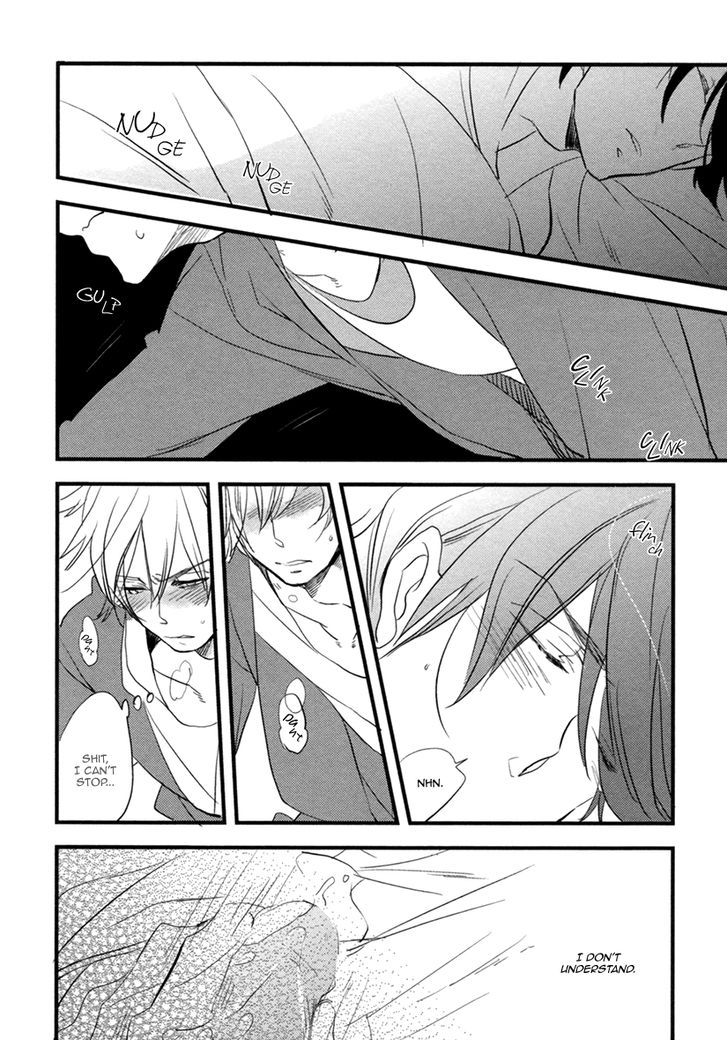 NUDGE
NUDGE
GULP
CLINK
CLINK
flinch
NHN.
pant
pant
SHIT,
I CAN'T
STOP...
I DON'T
UNDERSTAND.